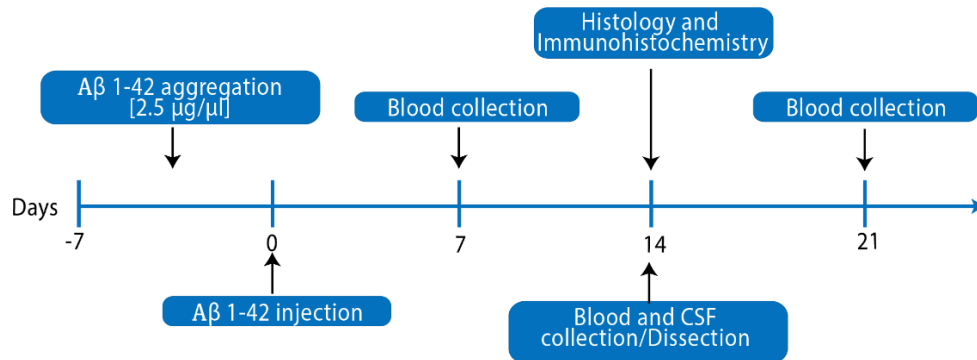 Histology and
Immunohistochemistry
Aβ 1-42 aggregation
[2.5 µg/µl]
Blood collection
Blood collection
Days
-7
0
7
14
21
Aβ 1-42 injection
Blood and CSF
collection/Dissection